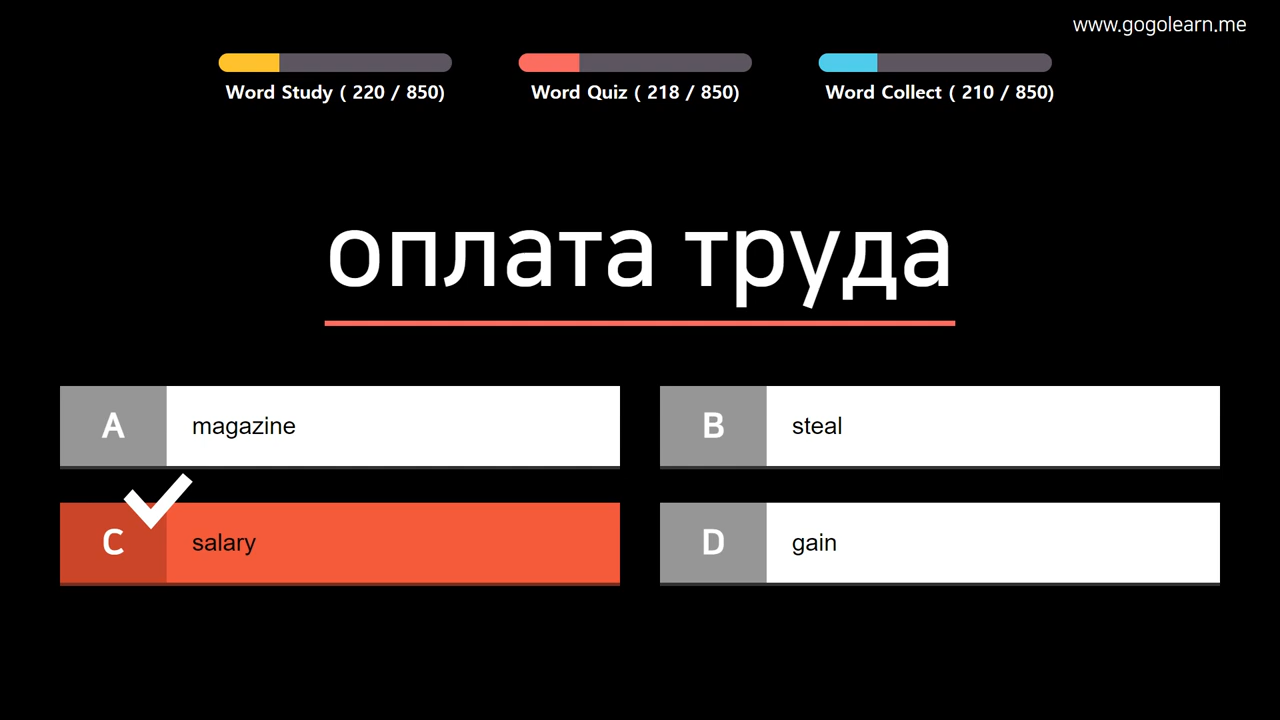 www.gogolearn.me
Word Study ( 220 / 850)
Word Quiz ( 218 / 850)
Word Collect ( 210 / 850)
оплата труда
A magazine
B steal
C salary
D gain